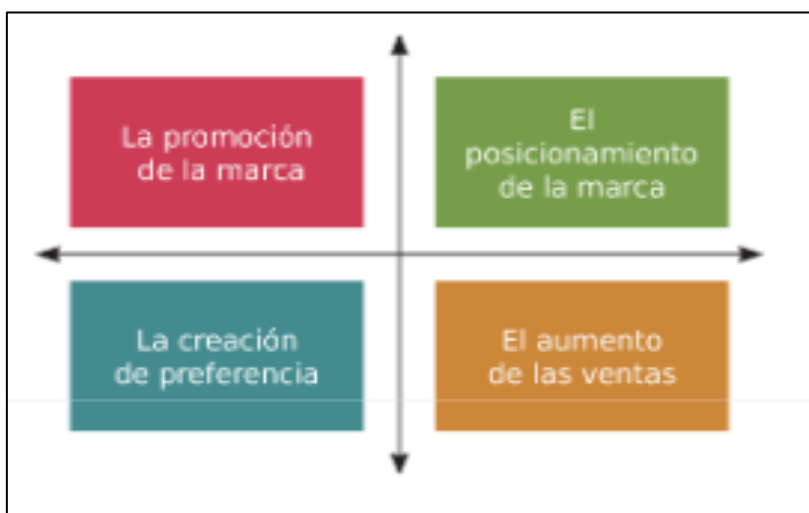 La promoción
de la marca
El
posicionamiento
de la marca
La creación
de preferencia
El aumento
de las ventas